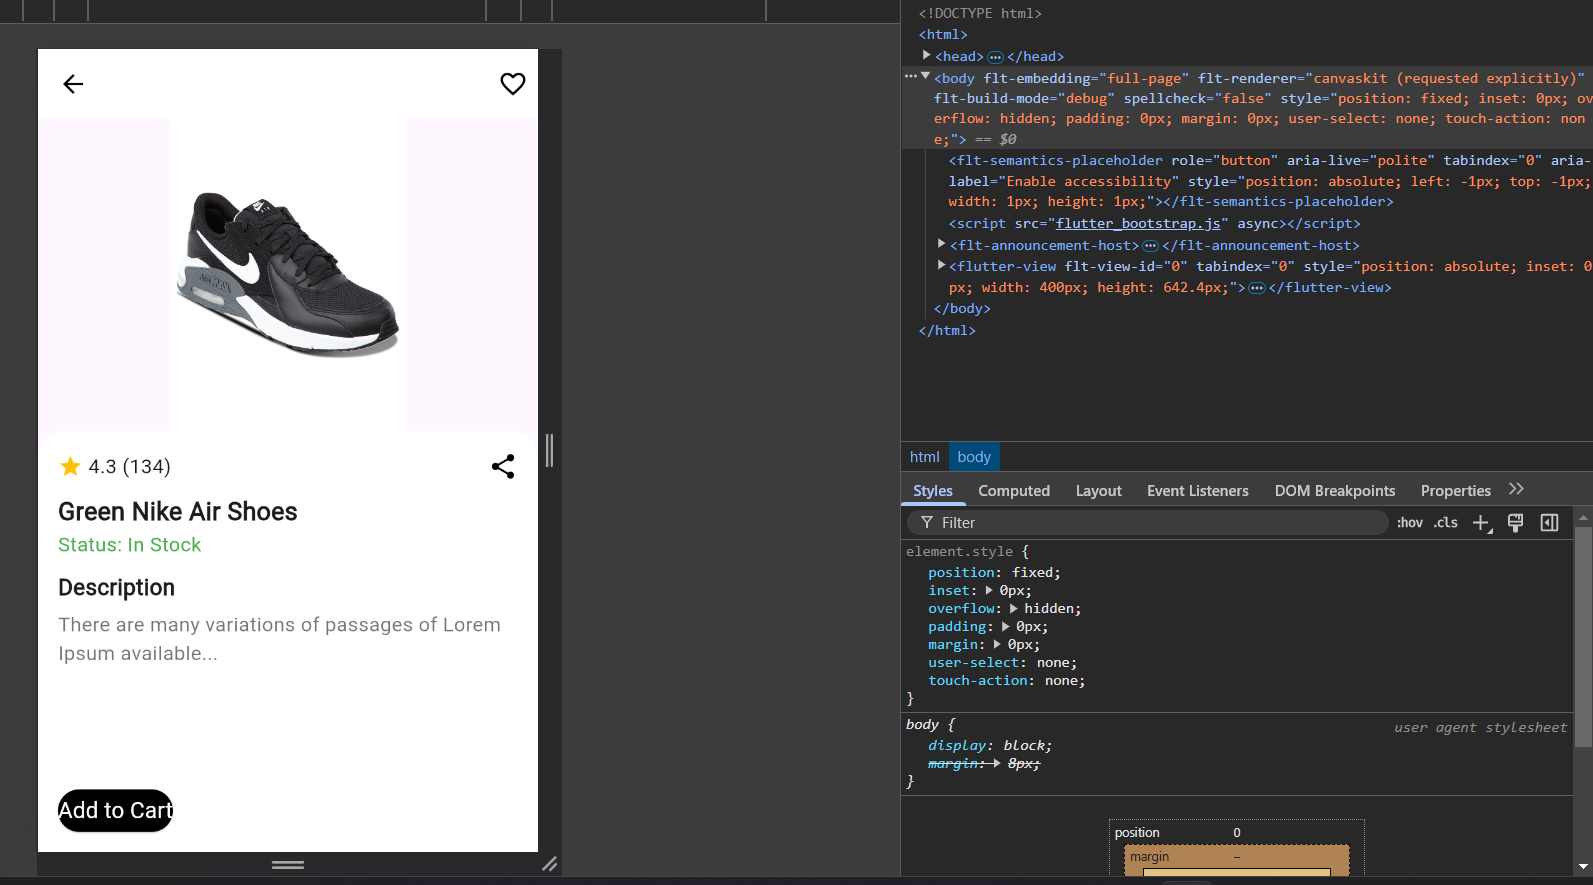 4.3 (134)
Green Nike Air Shoes
Status: In Stock
Description
There are many variations of passages of Lorem
Ipsum available...
Add to Cart
<!DOCTYPE html>
<html>
<head> ... </head>
... <body flt-embedding="full-page" flt-renderer="canvaskit (requested explicitly)"
flt-build-mode="debug" spellcheck="false" style="position: fixed; inset: 0px; ov
erflow: hidden; padding: 0px; margin: 0px; user-select: none; touch-action: non
e;"> == $0
<flt-semantics-placeholder role="button" aria-live="polite" tabindex="0" aria-
label="Enable accessibility" style="position: absolute; left: -1px; top: -1px;
width: 1px; height: 1px;"></flt-semantics-placeholder>
<script src="flutter_bootstrap.js" async></script>
<flt-announcement-host> ... </flt-announcement-host>
<flutter-view flt-view-id="0" tabindex="0" style="position: absolute; inset: 0
px; width: 400px; height: 642.4px;"> ... </flutter-view>
</body>
</html>
html body
Styles Computed Layout Event Listeners DOM Breakpoints Properties
Filter :hov .cls
element.style {
position: fixed;
inset: 0px;
overflow: hidden;
padding: 0px;
margin: 0px;
user-select: none;
touch-action: none;
}
body { user agent stylesheet
display: block;
margin: 8px;
}
position 0
margin –